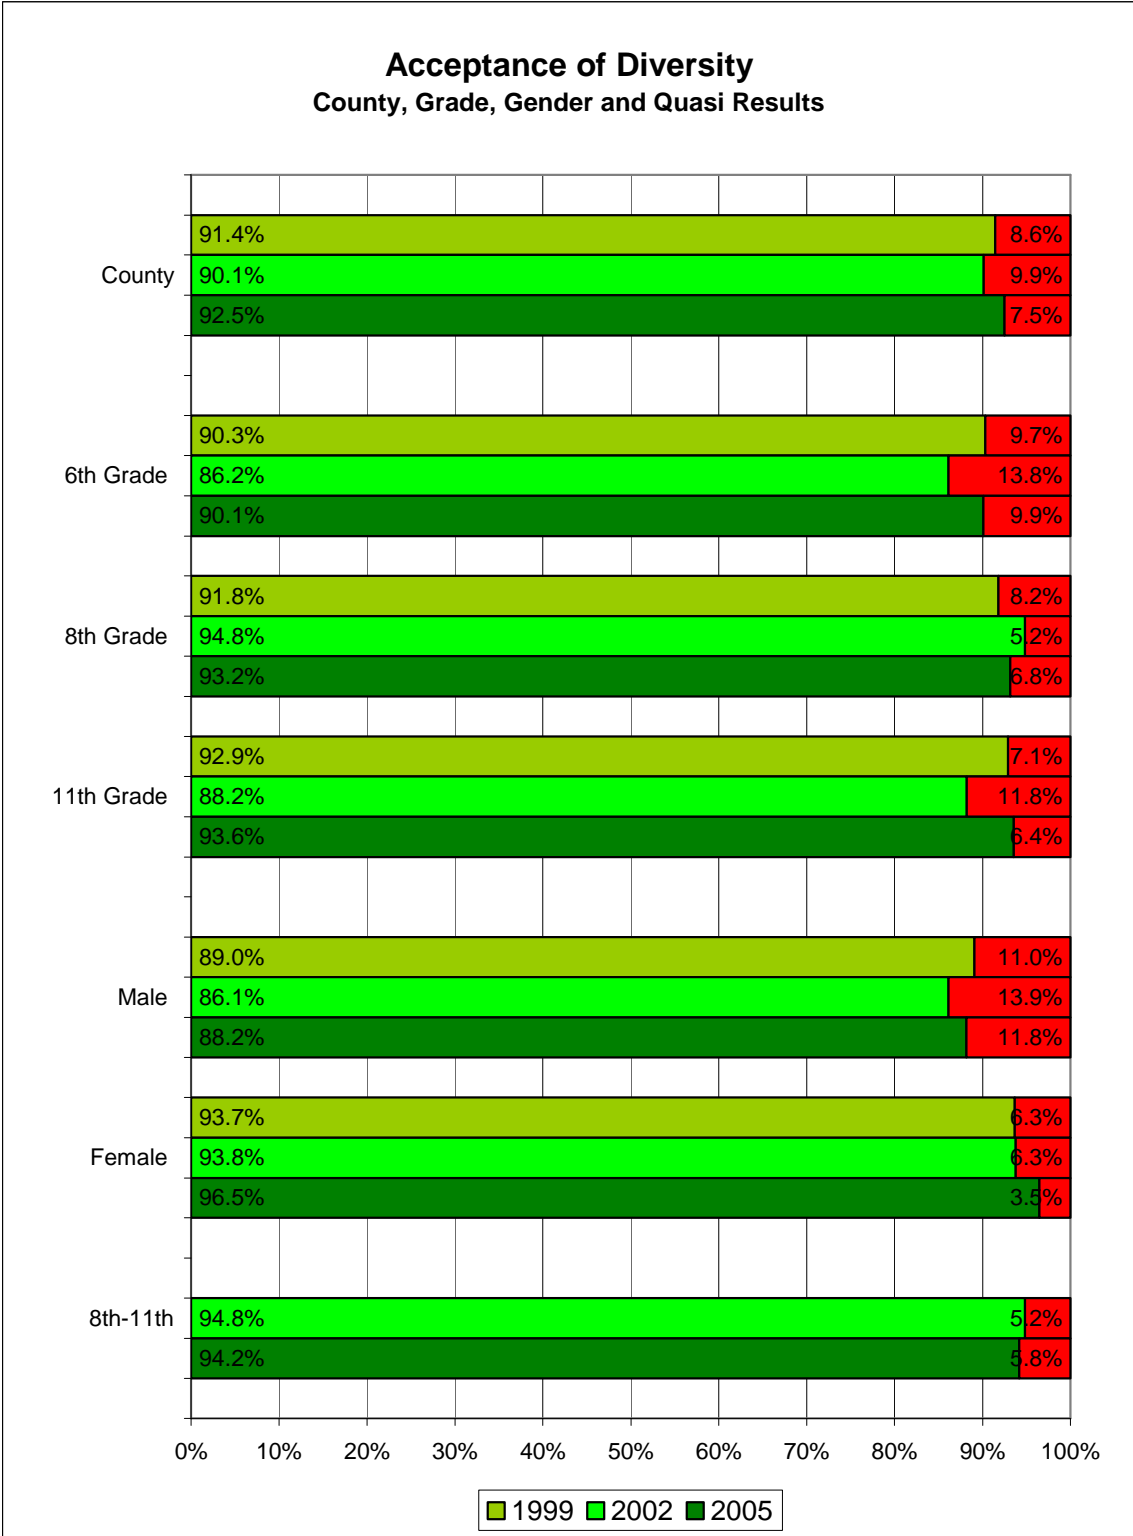 Acceptance of Diversity
County, Grade, Gender and Quasi Results
91.4% 8.6%
County 90.1% 9.9%
92.5% 7.5%
90.3% 9.7%
6th Grade 86.2% 13.8%
90.1% 9.9%
91.8% 8.2%
8th Grade 94.8% 5.2%
93.2% 6.8%
92.9% 7.1%
11th Grade 88.2% 11.8%
93.6% 6.4%
89.0% 11.0%
Male 86.1% 13.9%
88.2% 11.8%
93.7% 6.3%
Female 93.8% 6.3%
96.5% 3.5%
8th-11th 94.8% 5.2%
94.2% 5.8%
0% 10% 20% 30% 40% 50% 60% 70% 80% 90% 100%
1999 2002 2005